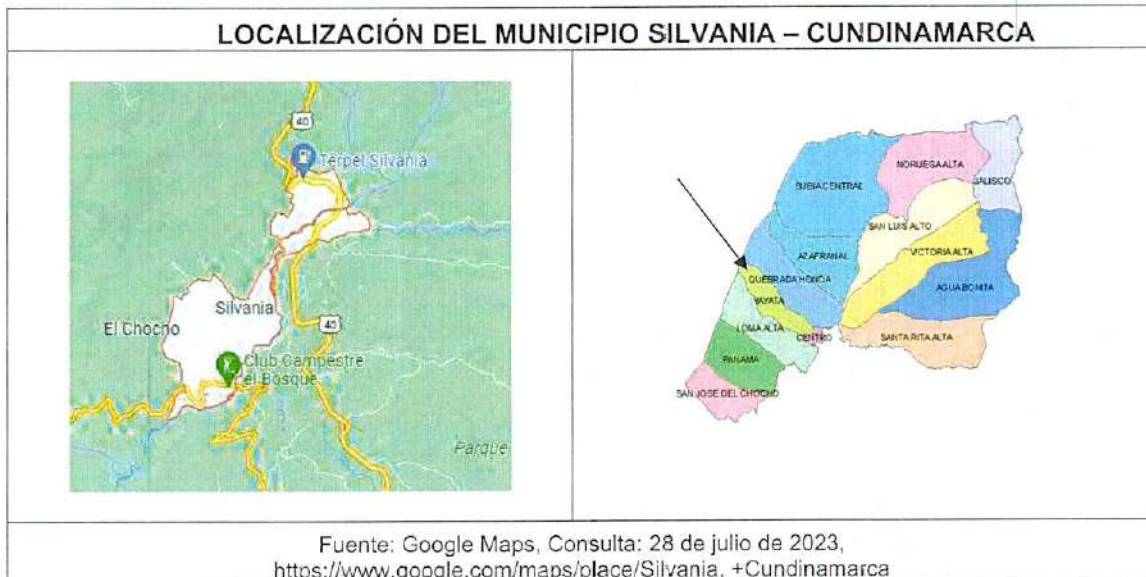 LOCALIZACIÓN DEL MUNICIPIO SILVANIA – CUNDINAMARCA
40
Terpel Silvania
Silvania
El Chocho
40
Club Campestre
el Bosque
Parque
NORUEGA ALTA
JALISCO
SUBIA CENTRAL
SAN LUIS ALTO
VICTORIA ALTA
AZAFRANAL
QUEBRADA HONDA
AGUA BONITA
YAYATA
LOMA ALTA
CENTRO
SANTA RITA ALTA
PANAMA
SAN JOSE DEL CHOCHO
Fuente: Google Maps, Consulta: 28 de julio de 2023,
https://www.google.com/maps/place/Silvania, +Cundinamarca